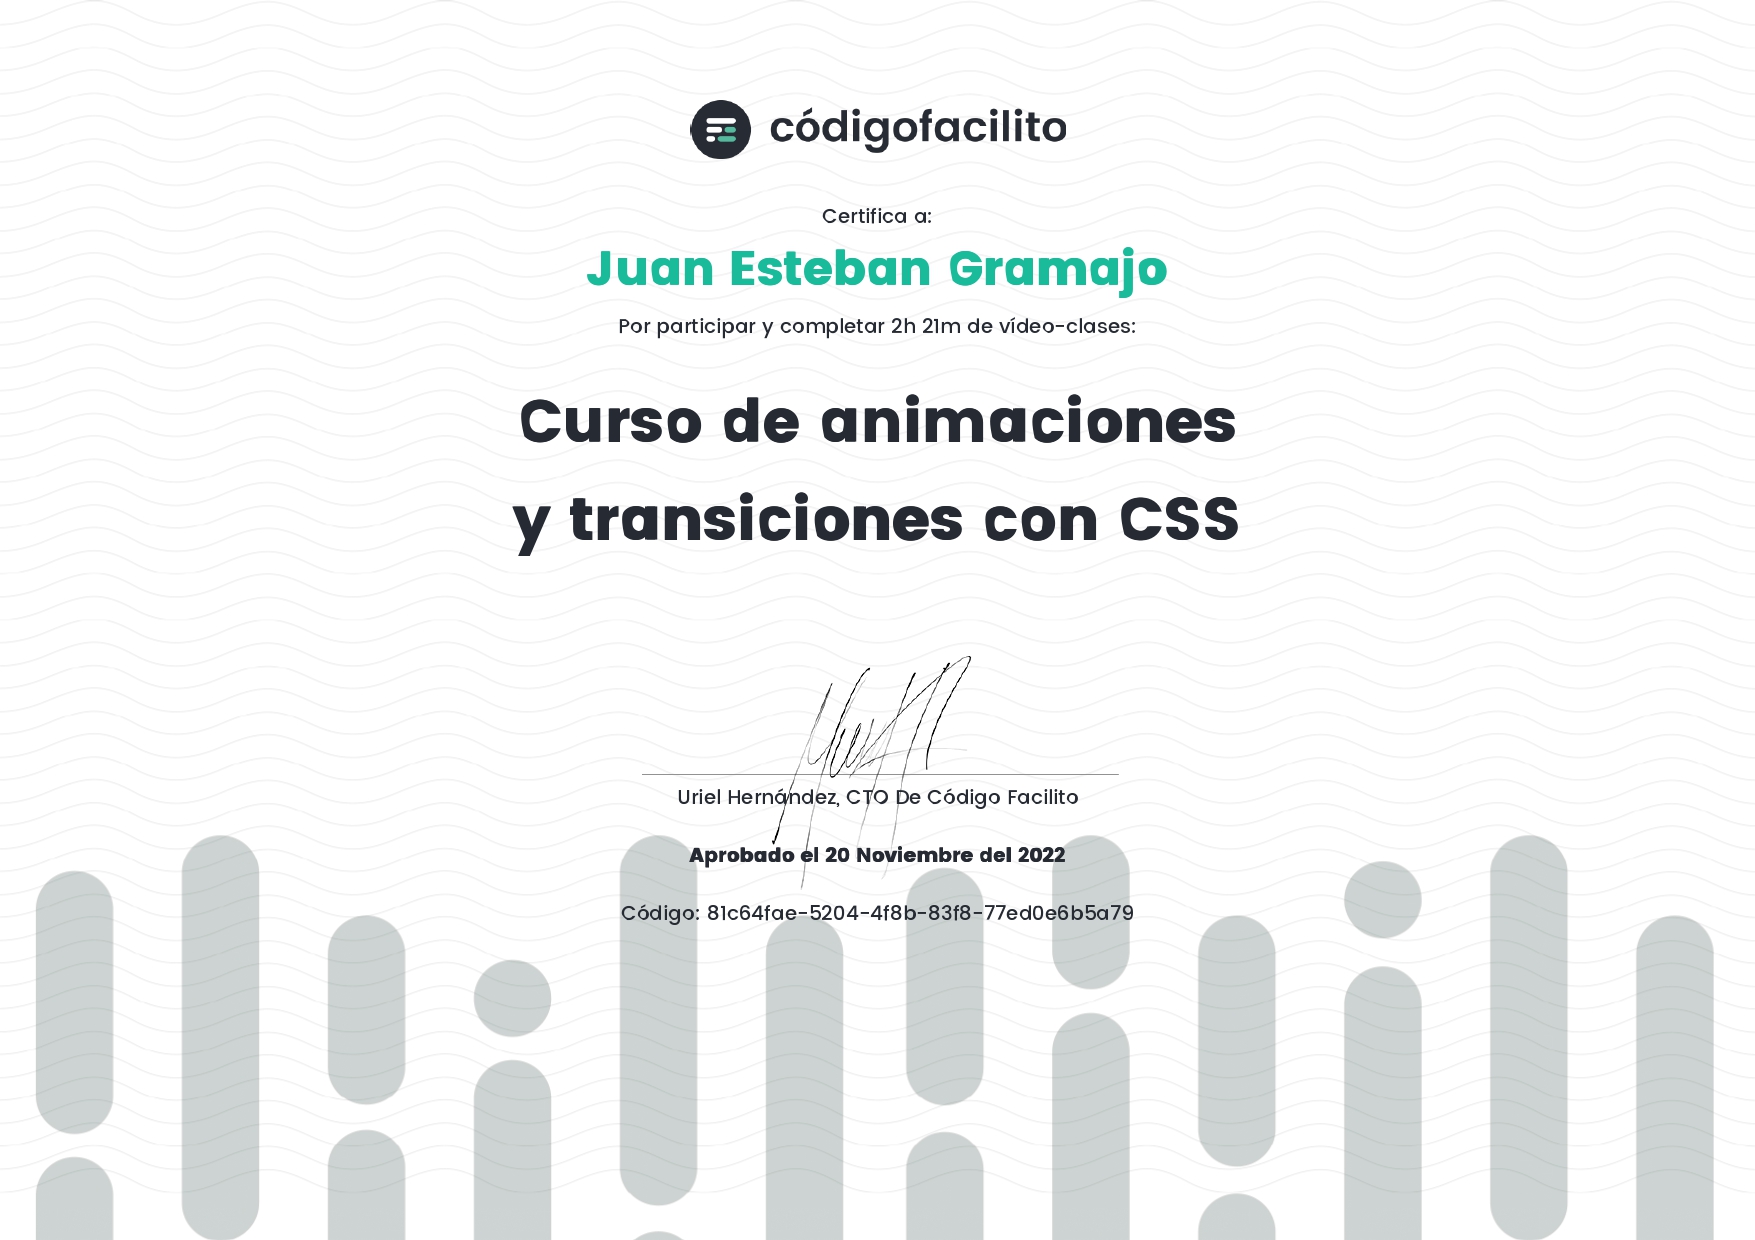 códigofacilito
Certifica a:
Juan Esteban Gramajo
Por participar y completar 2h 21m de vídeo-clases:
Curso de animaciones
y transiciones con CSS
Uriel Hernández, CTO De Código Facilito
Aprobado el 20 Noviembre del 2022
Código: 81c64fae-5204-4f8b-83f8-77ed0e6b5a79